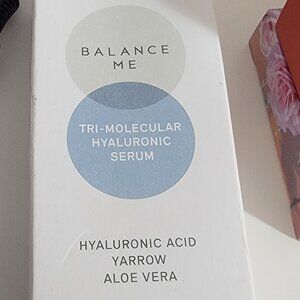 BALANCE
ME
TRI-MOLECULAR
HYALURONIC
SERUM
HYALURONIC ACID
YARROW
ALOE VERA